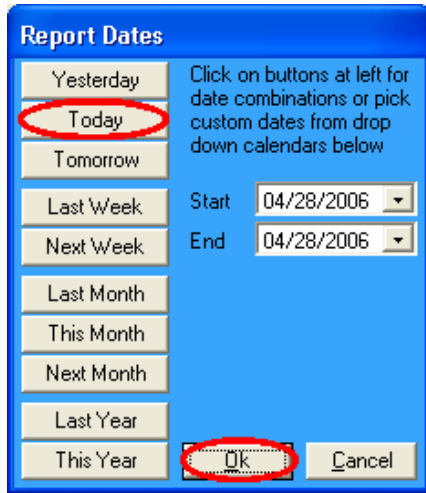 Report Dates
Yesterday
Today
Tomorrow
Last Week
Next Week
Last Month
This Month
Next Month
Last Year
This Year
Click on buttons at left for
date combinations or pick
custom dates from drop
down calendars below
Start 04/28/2006
End 04/28/2006
Ok
Cancel